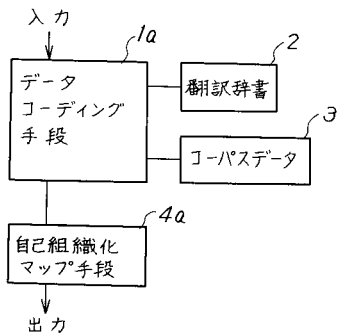 入力
1a
データ
コーディング
手段
2
翻訳辞書
3
コーパスデータ
4a
自己組織化
マップ手段
出力